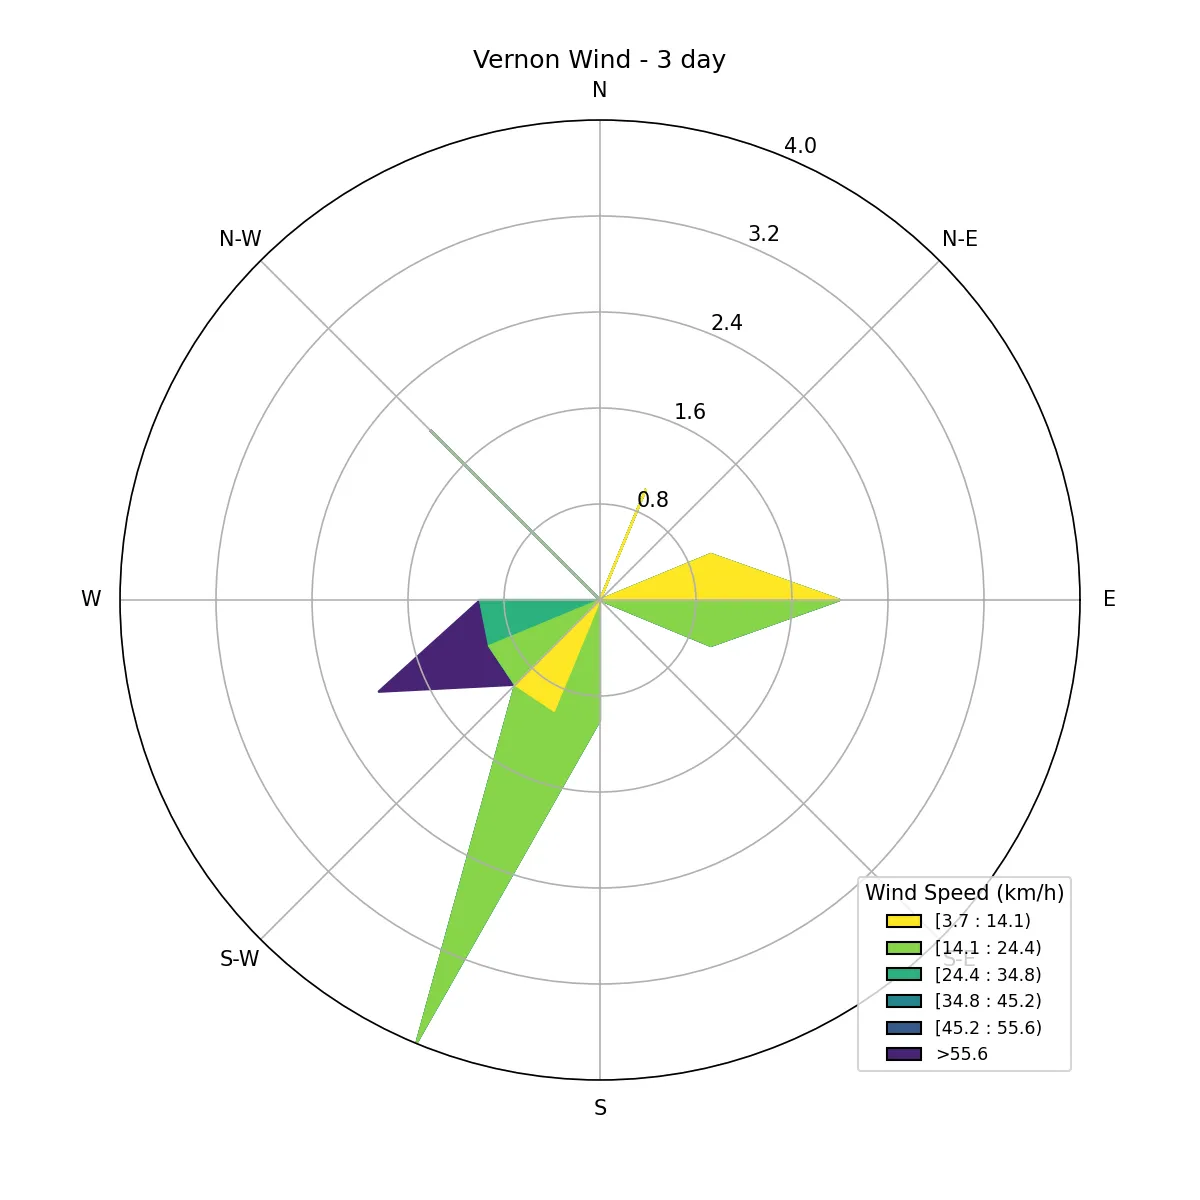 Vernon Wind - 3 day
N
4.0
N-W
3.2
N-E
2.4
1.6
0.8
W
E
S-W
S-E
S
Wind Speed (km/h)
[3.7 : 14.1)
[14.1 : 24.4)
[24.4 : 34.8)
[34.8 : 45.2)
[45.2 : 55.6)
>55.6